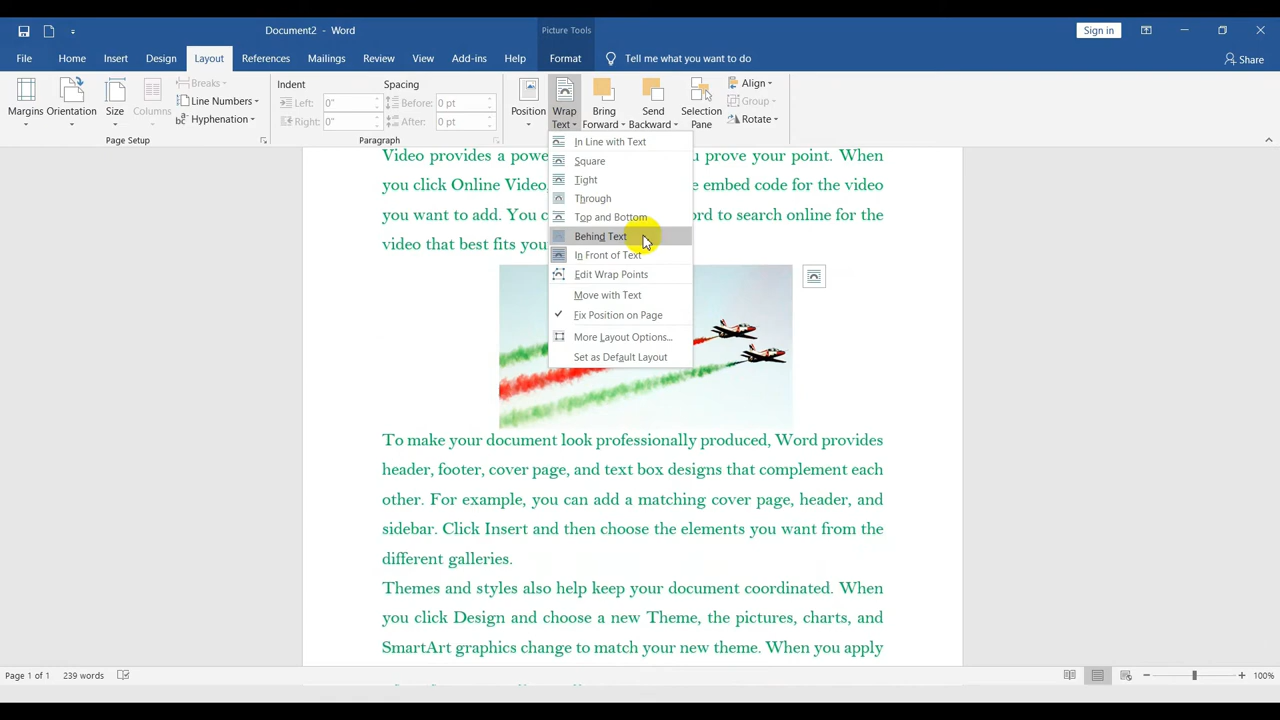 Document2 - Word
Picture Tools
Sign in
File
Home
Insert
Design
Layout
References
Mailings
Review
View
Add-ins
Help
Format
Tell me what you want to do
Share
Margins
Orientation
Size
Columns
Breaks
Line Numbers
Hyphenation
Page Setup
Indent
Left: 0"
Right: 0"
Spacing
Before: 0 pt
After: 0 pt
Paragraph
Position
Wrap Text
Bring Forward
Send Backward
Selection Pane
Align
Group
Rotate
In Line with Text
Square
Tight
Through
Top and Bottom
Behind Text
In Front of Text
Edit Wrap Points
Move with Text
Fix Position on Page
More Layout Options...
Set as Default Layout
Video provides a powe u prove your point. When
you click Online Video, e embed code for the video
you want to add. You c ord to search online for the
video that best fits you
To make your document look professionally produced, Word provides
header, footer, cover page, and text box designs that complement each
other. For example, you can add a matching cover page, header, and
sidebar. Click Insert and then choose the elements you want from the
different galleries.
Themes and styles also help keep your document coordinated. When
you click Design and choose a new Theme, the pictures, charts, and
SmartArt graphics change to match your new theme. When you apply
Page 1 of 1
239 words
100%